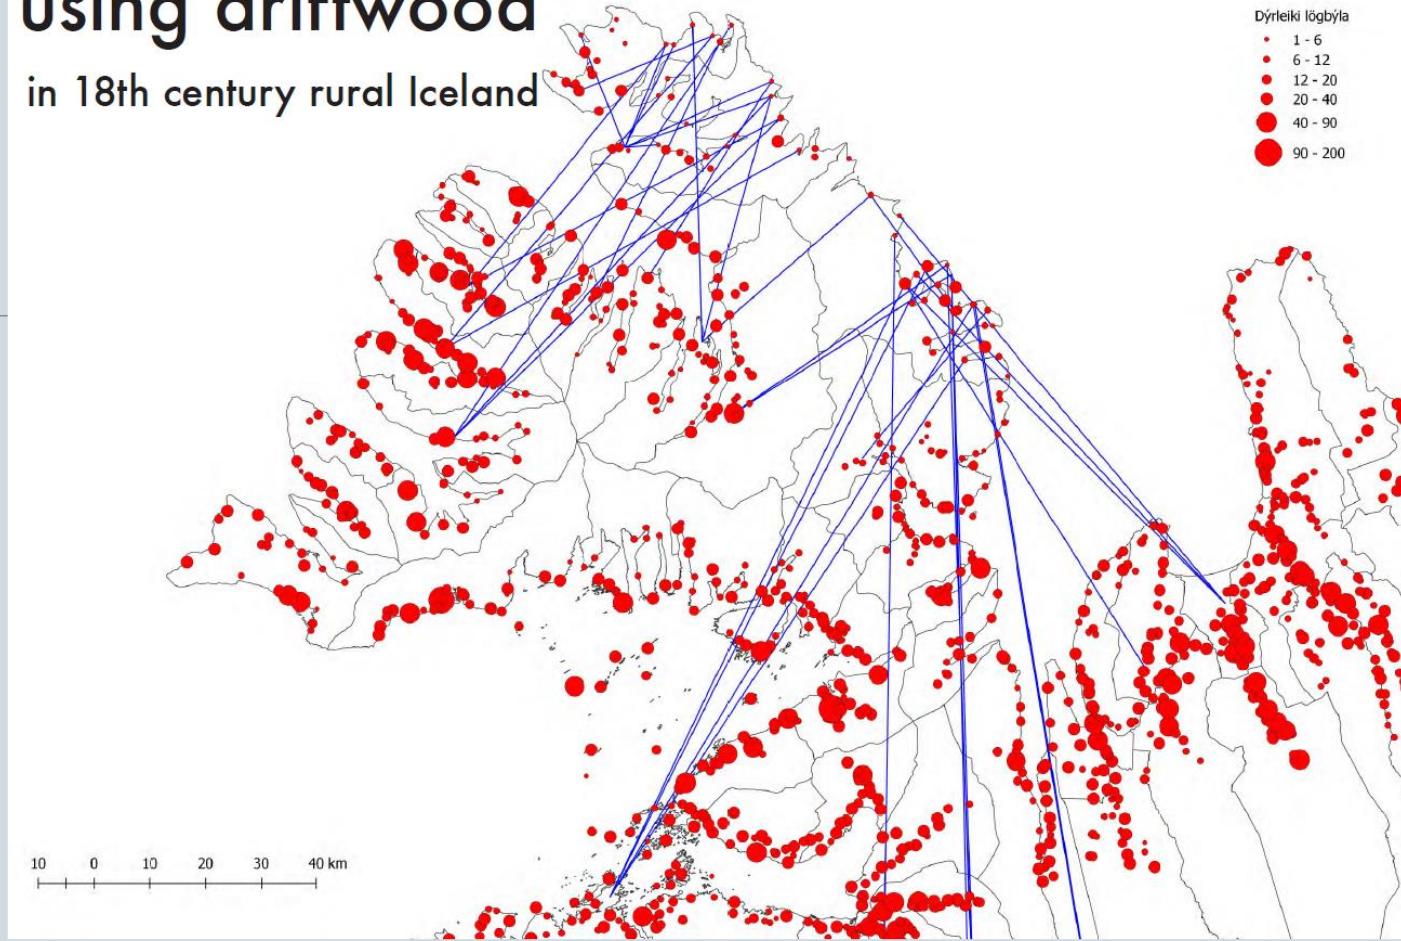 using driftwood
in 18th century rural Iceland
Dýrleiki lögbýla
1 - 6
6 - 12
12 - 20
20 - 40
40 - 90
90 - 200
10 0 10 20 30 40 km